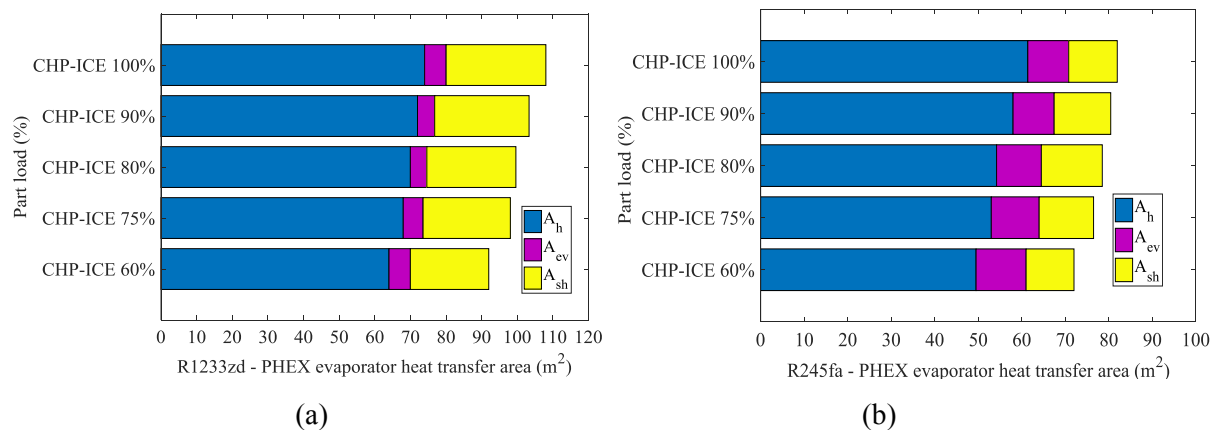 Part load (%)
CHP-ICE 100%
CHP-ICE 90%
CHP-ICE 80%
CHP-ICE 75%
CHP-ICE 60%
A_h
A_ev
A_sh
0 10 20 30 40 50 60 70 80 90 100 110 120
R1233zd - PHEX evaporator heat transfer area (m²)
(a)
Part load (%)
CHP-ICE 100%
CHP-ICE 90%
CHP-ICE 80%
CHP-ICE 75%
CHP-ICE 60%
A_h
A_ev
A_sh
0 10 20 30 40 50 60 70 80 90 100
R245fa - PHEX evaporator heat transfer area (m²)
(b)